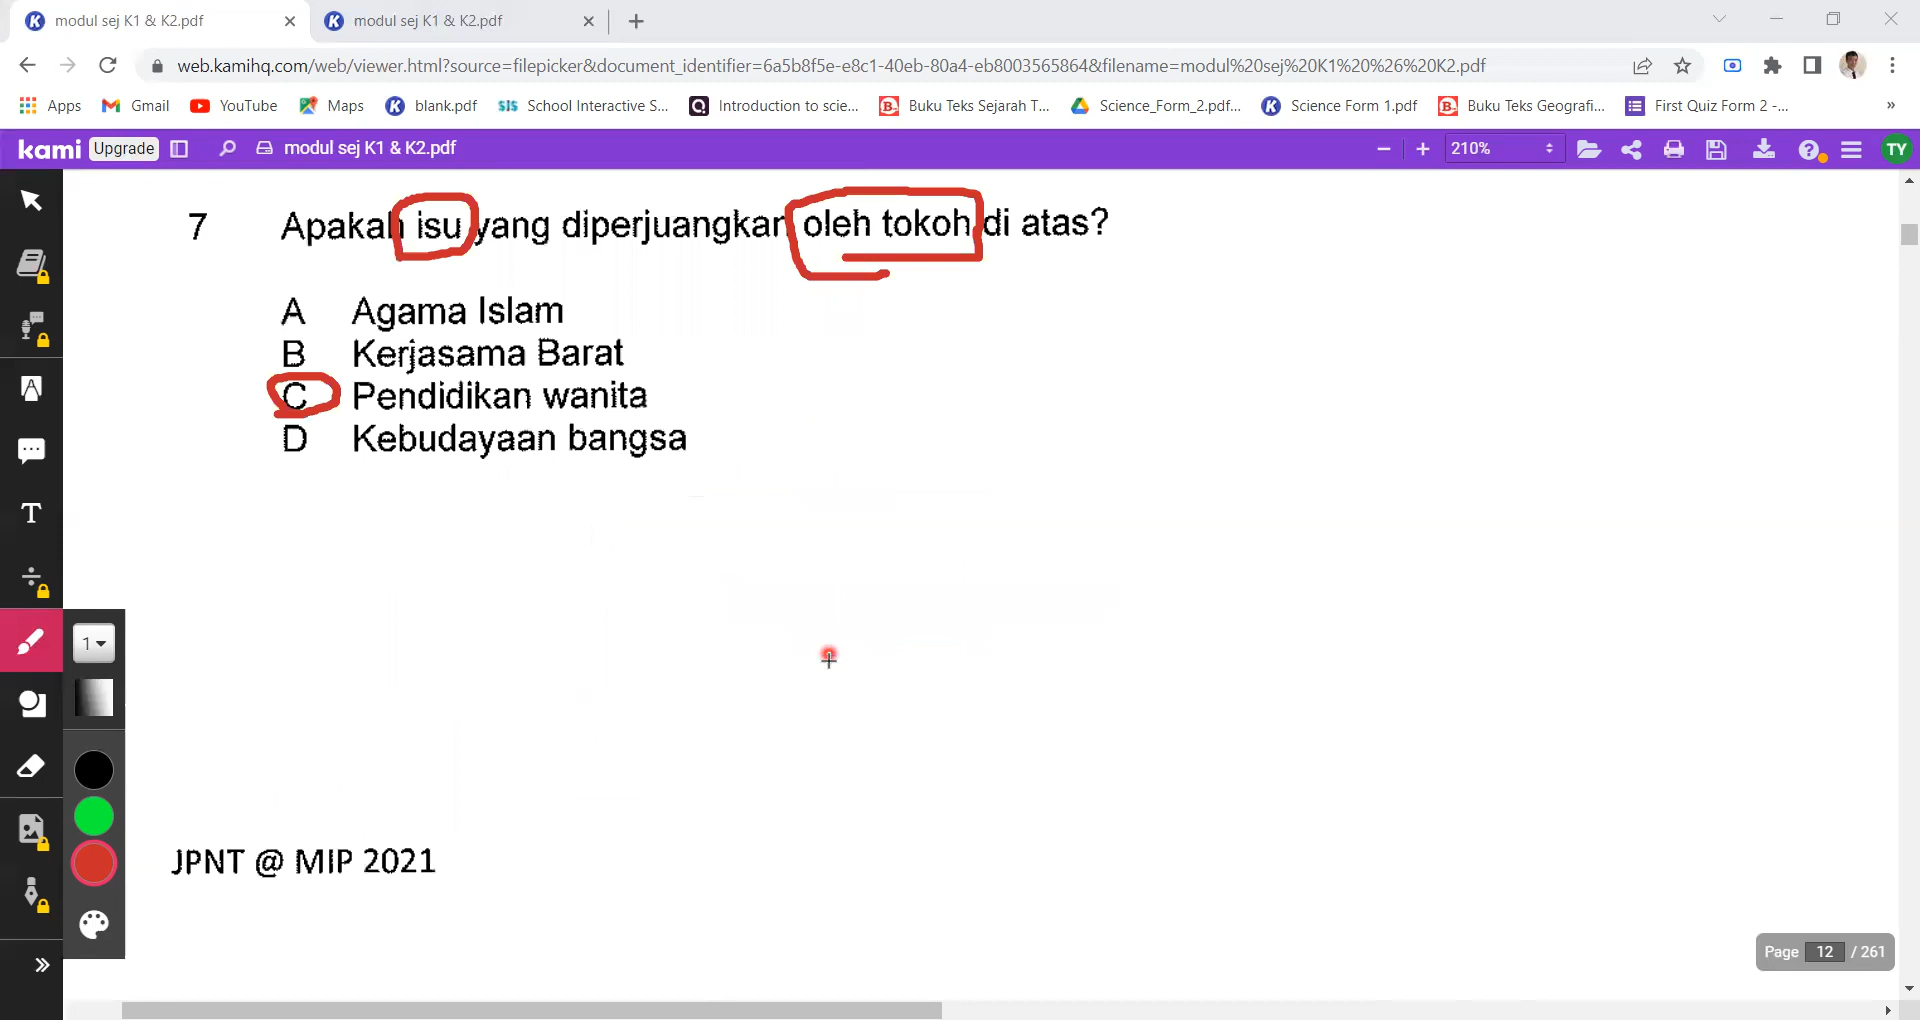 modul sej K1 & K2.pdf
modul sej K1 & K2.pdf
web.kamihq.com/web/viewer.html?source=filepicker&document_identifier=6a5b8f5e-e8c1-40eb-80a4-eb8003565864&filename=modul%20sej%20K1%20%26%20K2.pdf
Apps Gmail YouTube Maps blank.pdf SIS School Interactive S... Introduction to scie... Buku Teks Sejarah T... Science_Form_2.pdf... Science Form 1.pdf Buku Teks Geografi... First Quiz Form 2 -... »
kami Upgrade modul sej K1 & K2.pdf 210% TY
7 Apakah isu yang diperjuangkan oleh tokoh di atas?
A Agama Islam
B Kerjasama Barat
C Pendidikan wanita
D Kebudayaan bangsa
1
JPNT @ MIP 2021
Page 12 / 261